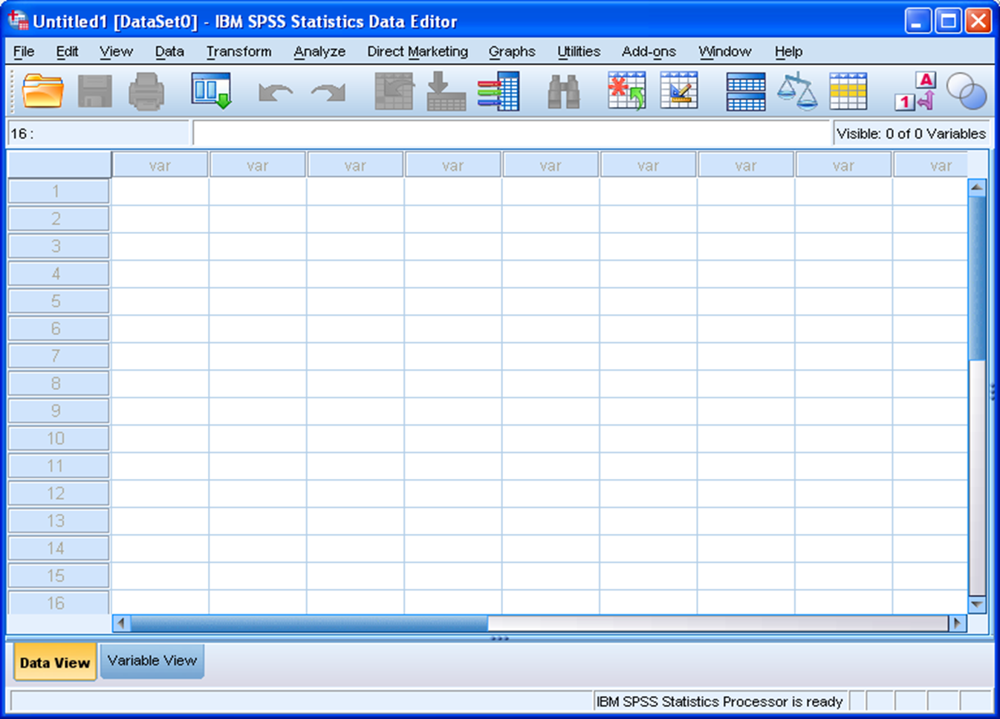 Untitled1 [DataSet0] - IBM SPSS Statistics Data Editor
File Edit View Data Transform Analyze Direct Marketing Graphs Utilities Add-ons Window Help
A
1
16 :
Visible: 0 of 0 Variables
var var var var var var var var var
1
2
3
4
5
6
7
8
9
10
11
12
13
14
15
16
Data View Variable View
IBM SPSS Statistics Processor is ready